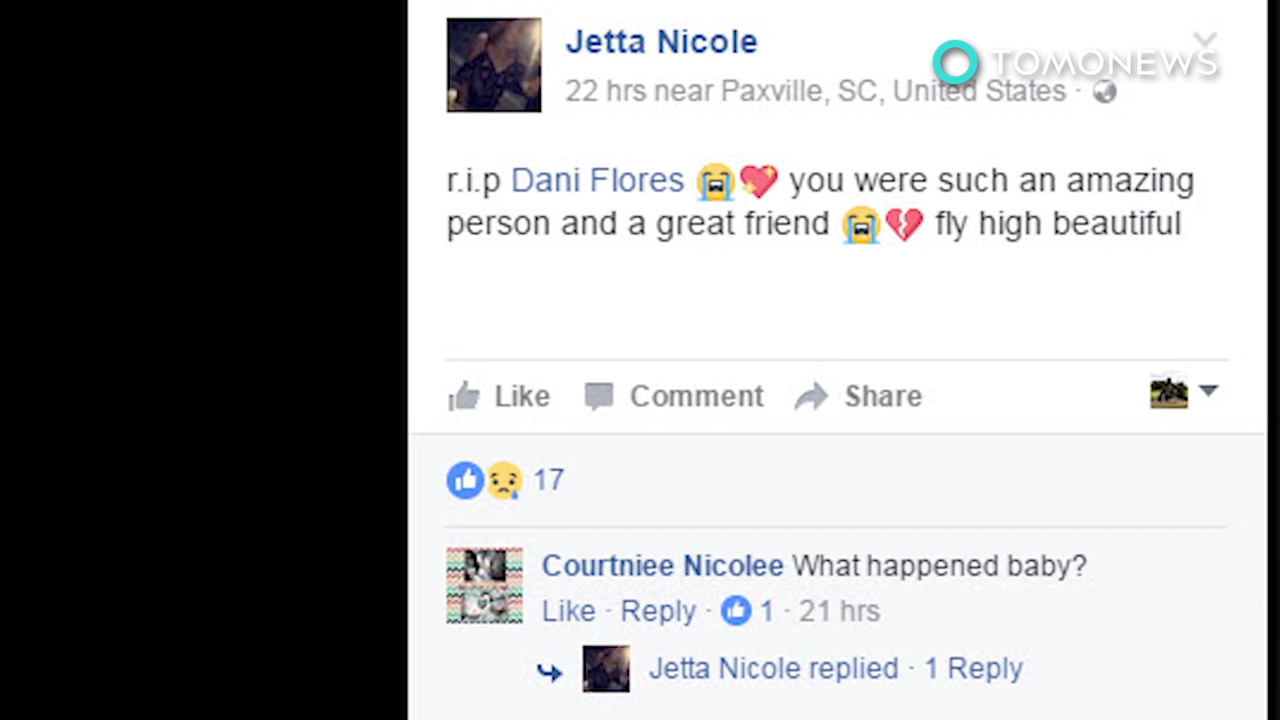 Jetta Nicole
TOMONEWS
22 hrs near Paxville, SC, United States ·
r.i.p Dani Flores 😭💖 you were such an amazing
person and a great friend 😭💔 fly high beautiful
Like Comment Share
17
Courtniee Nicolee What happened baby?
Like · Reply · 1 · 21 hrs
Jetta Nicole replied · 1 Reply